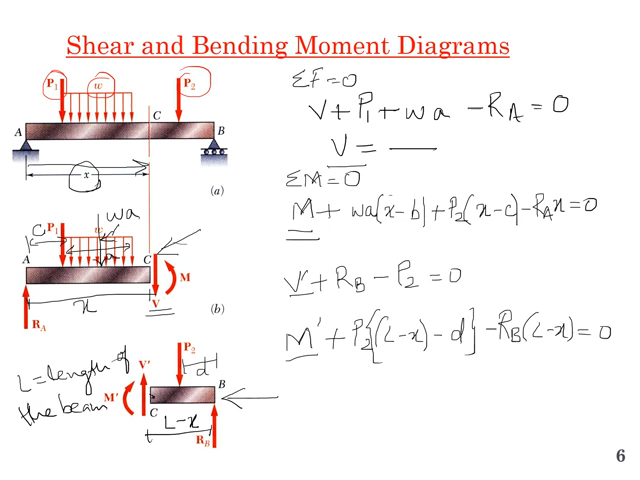 Shear and Bending Moment Diagrams
P1 w P2
C
A B
x
(a)
wa
C P1 w
a
A C
M
x V (b)
RA
P2
L=length of
the beam
V' d
M' B
C
L-x
RB
ΣF=0
V+P1+wa -RA=0
V = ——
ΣM=0
M+ wa(x-b)+P2(x-c)-RAx=0
V'+RB-P2=0
M'+P2{(L-x)-d}-RB(L-x)=0
6